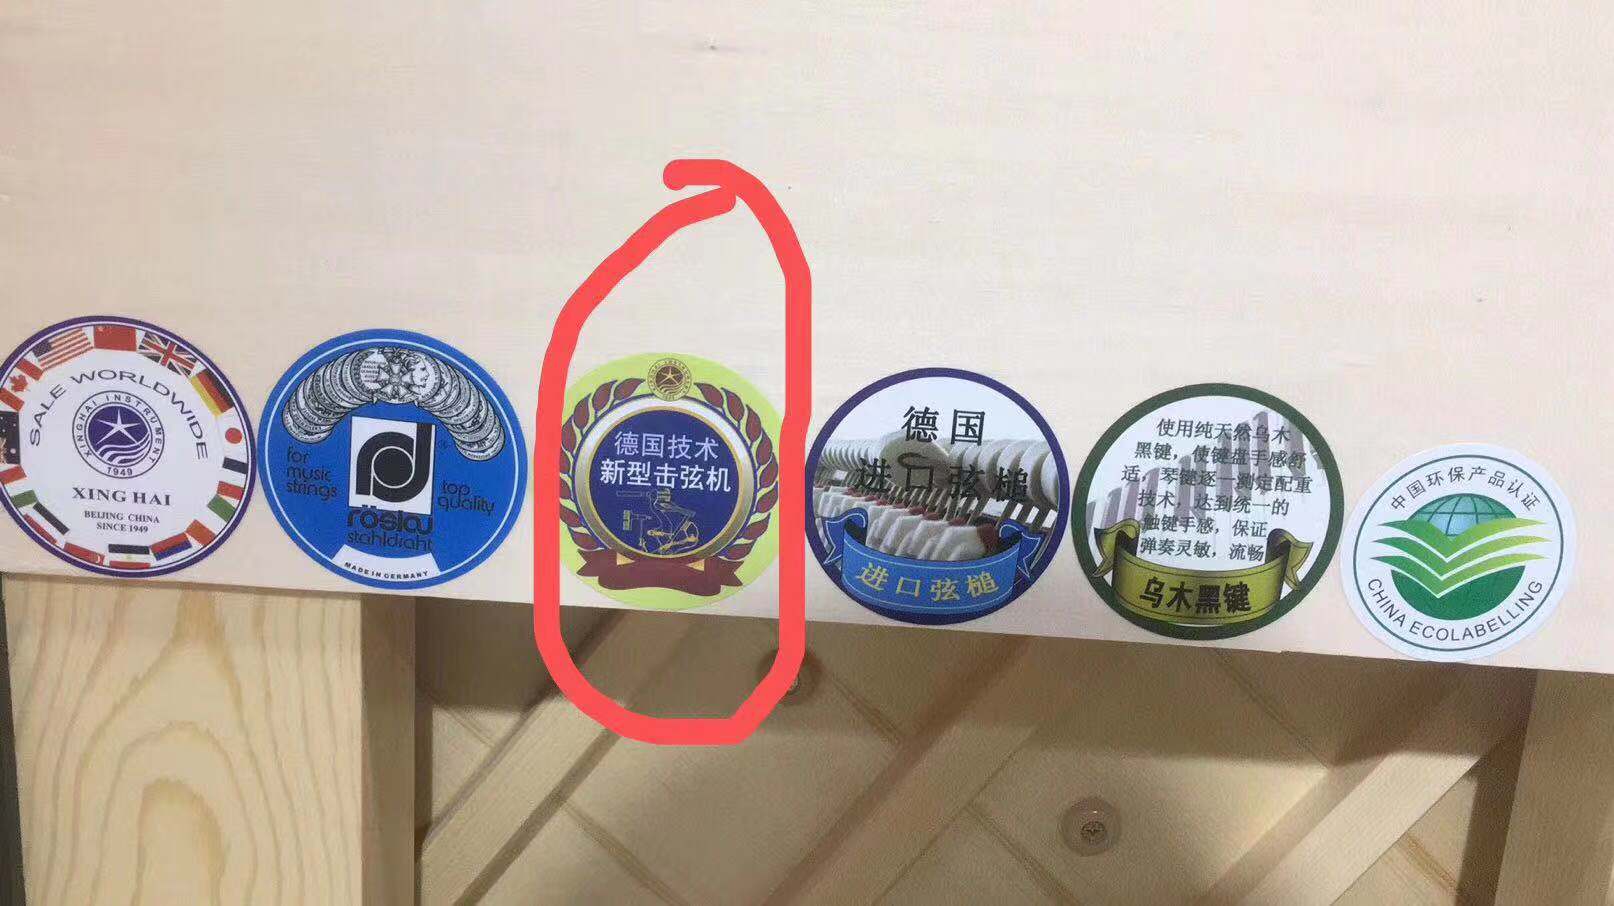 SALE WORLDWIDE
XINGHAI INSTRUMENT
1949
XING HAI
BEIJING CHINA
SINCE 1949
for
music
strings
top
quality
röslau
stahldraht
MADE IN GERMANY
德国技术
新型击弦机
德国
进口弦槌
进口弦槌
使用纯天然乌木
黑键，使键盘手感舒
适，琴键逐一测定配重
技术，达到统一的
触键手感，保证
弹奏灵敏，流畅
乌木黑键
中国环保产品认证
CHINA ECOLABELLING